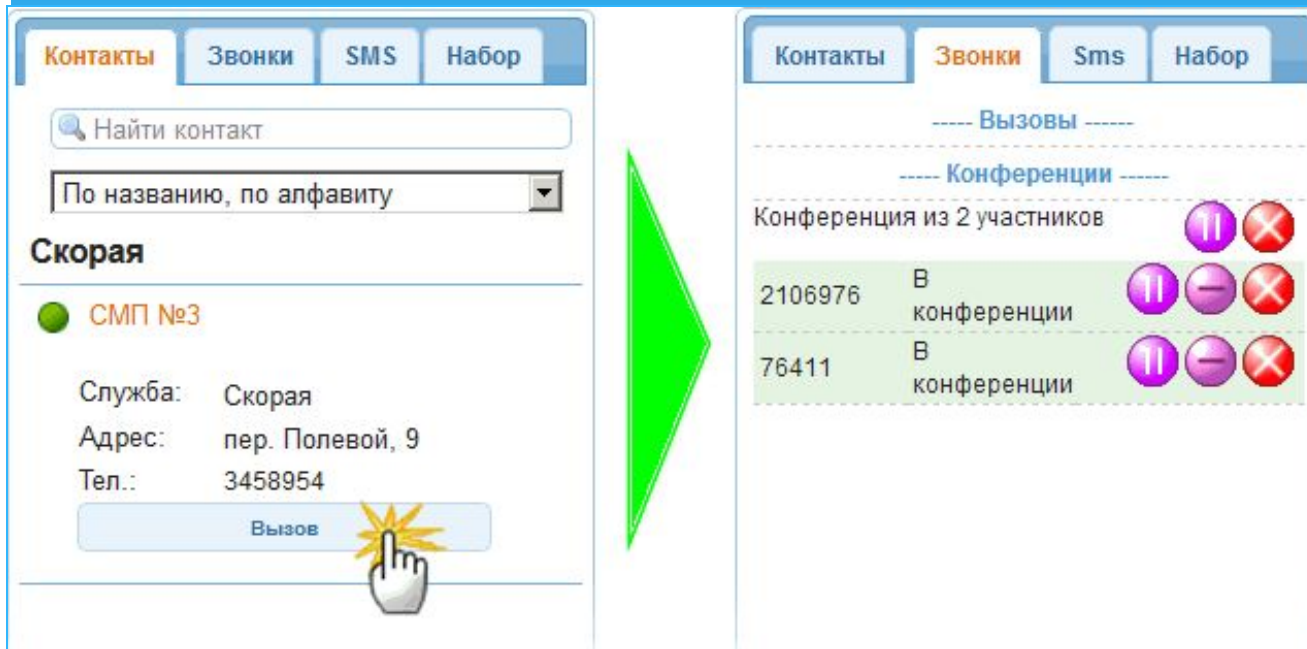 Контакты Звонки SMS Набор
Найти контакт
По названию, по алфавиту
Скорая
СМП №3
Служба: Скорая
Адрес: пер. Полевой, 9
Тел.: 3458954
Вызов
Контакты Звонки Sms Набор
----- Вызовы ------
----- Конференции ------
Конференция из 2 участников
2106976 В
конференции
76411 В
конференции